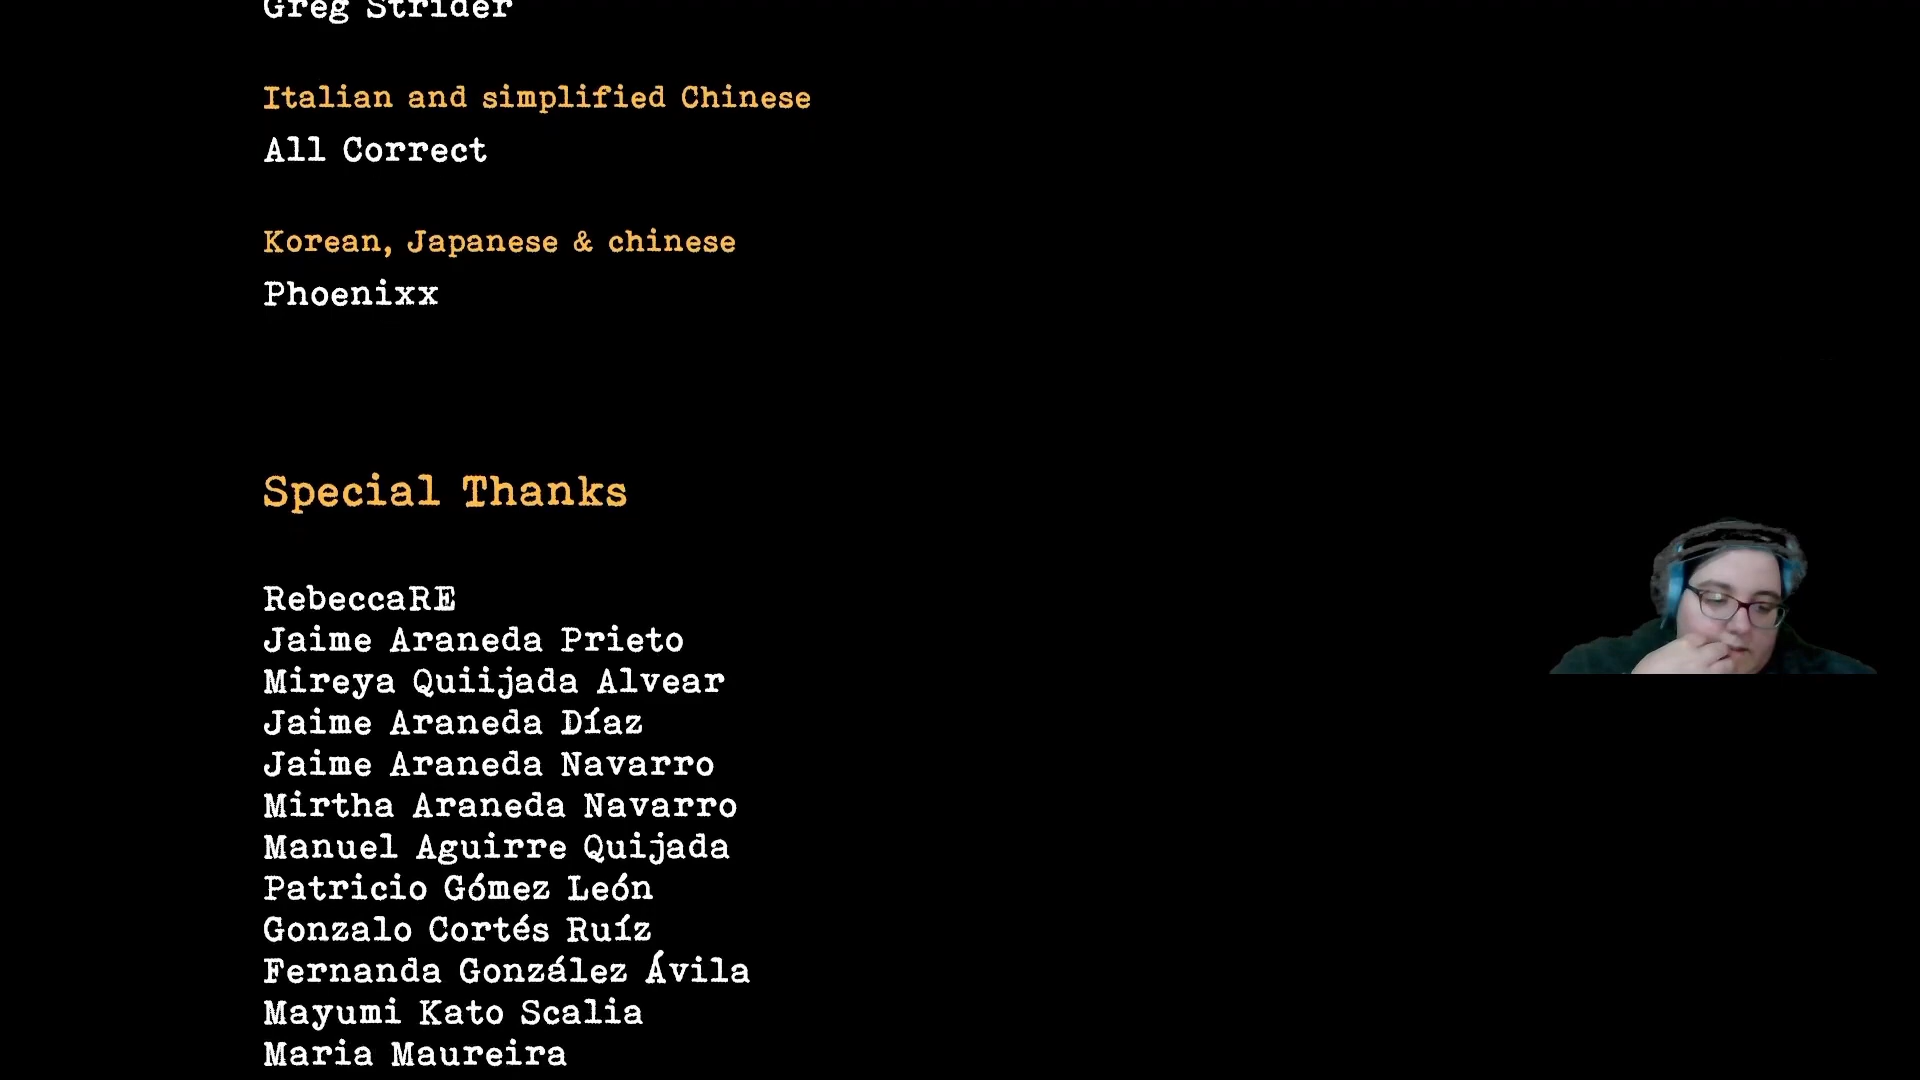 Greg Strider
Italian and simplified Chinese
All Correct
Korean, Japanese & chinese
Phoenixx
Special Thanks
RebeccaRE
Jaime Araneda Prieto
Mireya Quiijada Alvear
Jaime Araneda Díaz
Jaime Araneda Navarro
Mirtha Araneda Navarro
Manuel Aguirre Quijada
Patricio Gómez León
Gonzalo Cortés Ruíz
Fernanda González Ávila
Mayumi Kato Scalia
Maria Maureira